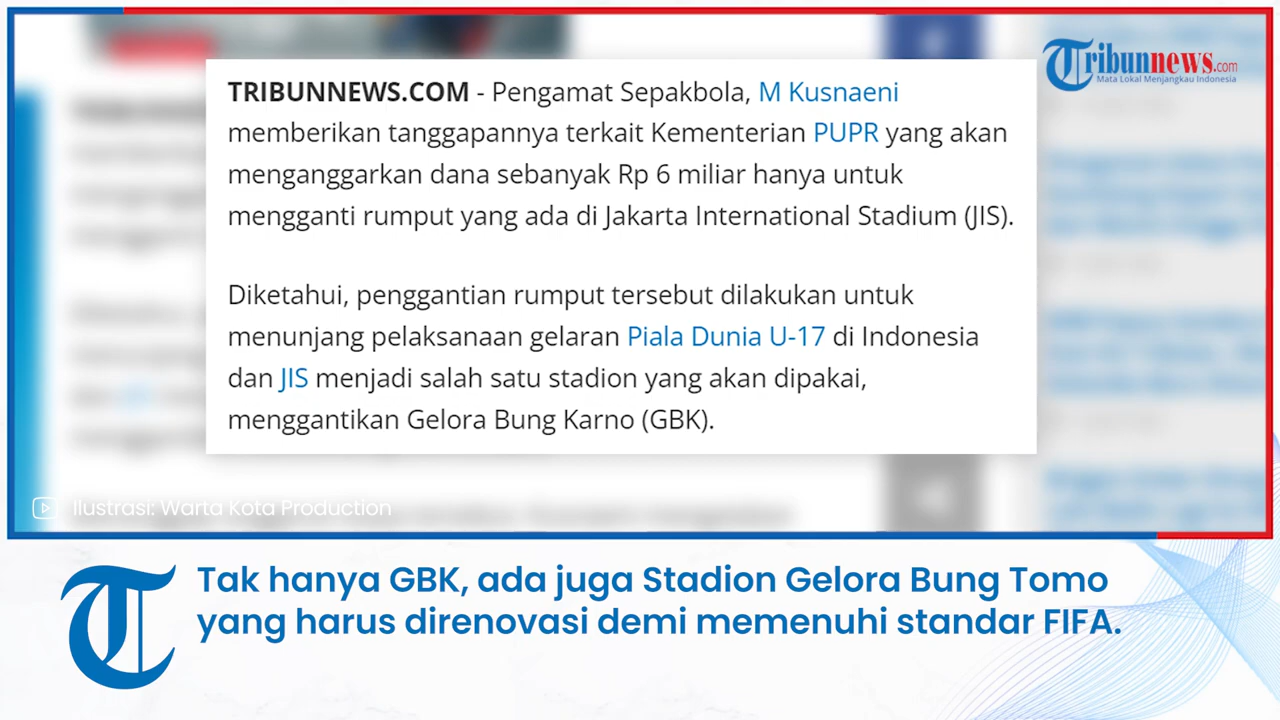 Tribunnews.com
Mata Lokal Menjangkau Indonesia
TRIBUNNEWS.COM - Pengamat Sepakbola, M Kusnaeni
memberikan tanggapannya terkait Kementerian PUPR yang akan
menganggarkan dana sebanyak Rp 6 miliar hanya untuk
mengganti rumput yang ada di Jakarta International Stadium (JIS).
Diketahui, penggantian rumput tersebut dilakukan untuk
menunjang pelaksanaan gelaran Piala Dunia U-17 di Indonesia
dan JIS menjadi salah satu stadion yang akan dipakai,
menggantikan Gelora Bung Karno (GBK).
Ilustrasi: Warta Kota Production
T Tak hanya GBK, ada juga Stadion Gelora Bung Tomo
yang harus direnovasi demi memenuhi standar FIFA.